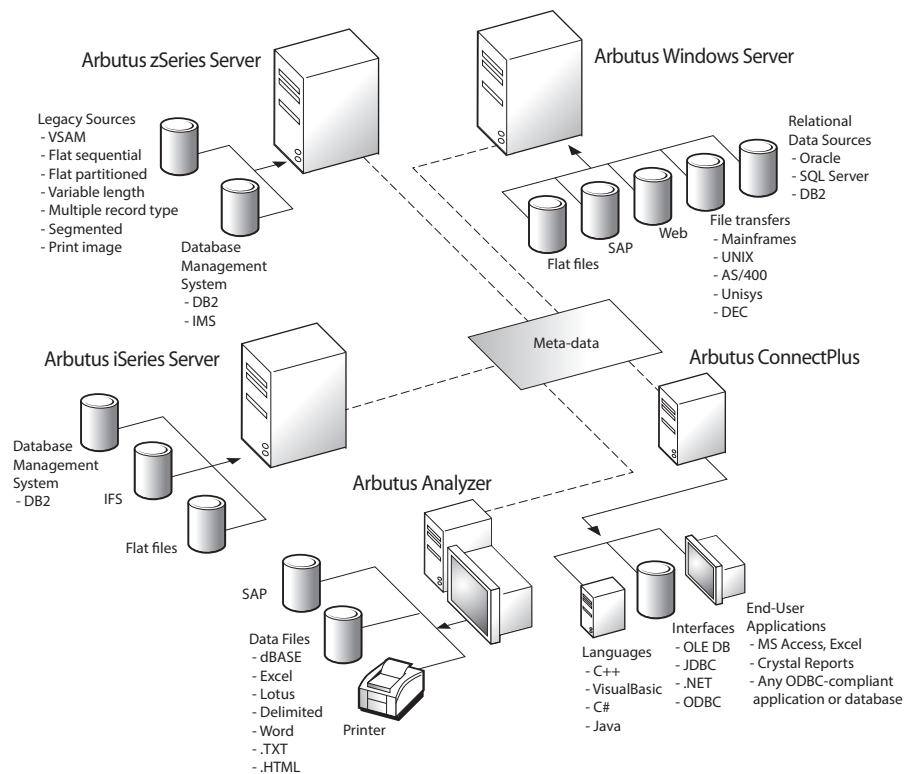 Arbutus zSeries Server
Legacy Sources
- VSAM
- Flat sequential
- Flat partitioned
- Variable length
- Multiple record type
- Segmented
- Print image
Database
Management
System
- DB2
- IMS
Arbutus Windows Server
Relational
Data Sources
- Oracle
- SQL Server
- DB2
Flat files
SAP
Web
File transfers
- Mainframes
- UNIX
- AS/400
- Unisys
- DEC
Meta-data
Arbutus iSeries Server
Database
Management
System
- DB2
IFS
Flat files
Arbutus ConnectPlus
Arbutus Analyzer
SAP
Data Files
- dBASE
- Excel
- Lotus
- Delimited
- Word
- .TXT
- .HTML
Printer
Languages
- C++
- VisualBasic
- C#
- Java
Interfaces
- OLE DB
- JDBC
- .NET
- ODBC
End-User
Applications
- MS Access, Excel
- Crystal Reports
- Any ODBC-compliant
application or database